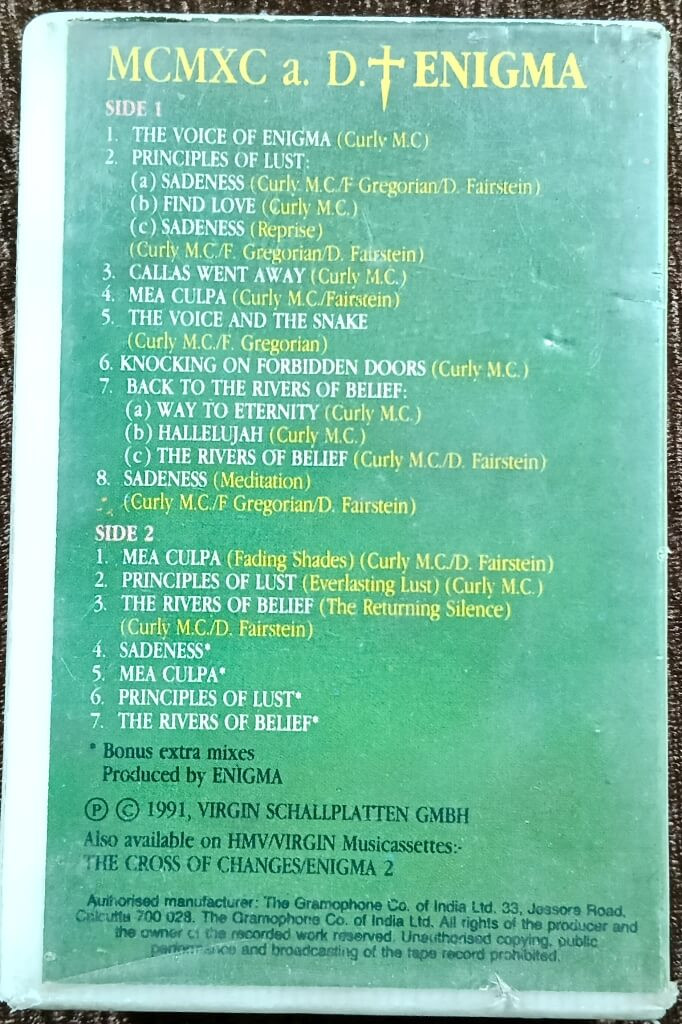 MCMXC a. D.†ENIGMA
SIDE 1
1. THE VOICE OF ENIGMA (Curly M.C)
2. PRINCIPLES OF LUST:
(a) SADENESS (Curly M.C./F Gregorian/D. Fairstein)
(b) FIND LOVE (Curly M.C.)
(c) SADENESS (Reprise)
(Curly M.C./F. Gregorian/D. Fairstein)
3. CALLAS WENT AWAY (Curly M.C.)
4. MEA CULPA (Curly M.C./Fairstein)
5. THE VOICE AND THE SNAKE
(Curly M.C./F. Gregorian)
6. KNOCKING ON FORBIDDEN DOORS (Curly M.C.)
7. BACK TO THE RIVERS OF BELIEF:
(a) WAY TO ETERNITY (Curly M.C.)
(b) HALLELUJAH (Curly M.C.)
(c) THE RIVERS OF BELIEF (Curly M.C./D. Fairstein)
8. SADENESS (Meditation)
(Curly M.C./F Gregorian/D. Fairstein)
SIDE 2
1. MEA CULPA (Fading Shades) (Curly M.C./D. Fairstein)
2. PRINCIPLES OF LUST (Everlasting Lust) (Curly M.C.)
3. THE RIVERS OF BELIEF (The Returning Silence)
(Curly M.C./D. Fairstein)
4. SADENESS*
5. MEA CULPA*
6. PRINCIPLES OF LUST*
7. THE RIVERS OF BELIEF*
* Bonus extra mixes
Produced by ENIGMA
Ⓟ © 1991, VIRGIN SCHALLPLATTEN GMBH
Also available on HMV/VIRGIN Musicassettes:-
THE CROSS OF CHANGES/ENIGMA 2
Authorised manufacturer: The Gramophone Co. of India Ltd. 33, Jessore Road,
Calcutta 700 028. The Gramophone Co. of India Ltd. All rights of the producer and
the owner of the recorded work reserved. Unauthorised copying, public
performance and broadcasting of the tape record prohibited.